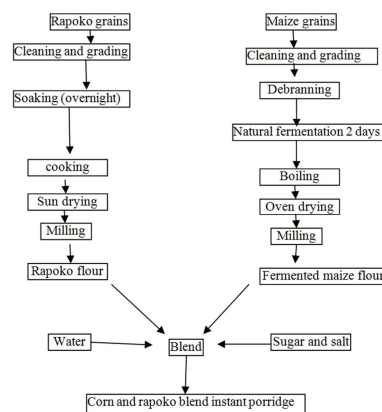 Rapoko grains
Cleaning and grading
Soaking (overnight)
cooking
Sun drying
Milling
Rapoko flour
Maize grains
Cleaning and grading
Debranning
Natural fermentation 2 days
Boiling
Oven drying
Milling
Fermented maize flour
Water
Blend
Sugar and salt
Corn and rapoko blend instant porridge